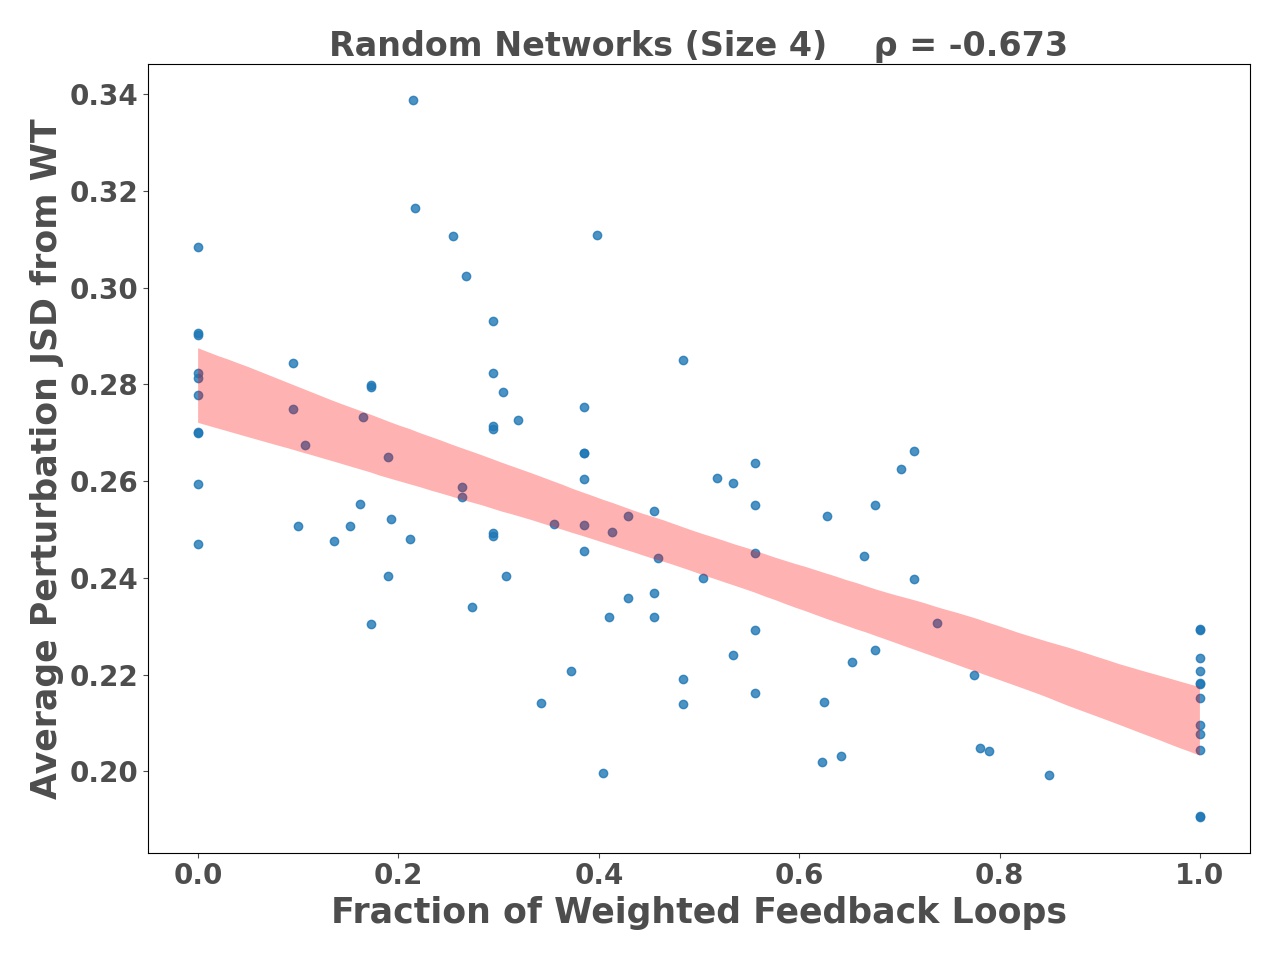 Random Networks (Size 4) ρ = -0.673
Average Perturbation JSD from WT
0.34
0.32
0.30
0.28
0.26
0.24
0.22
0.20
0.0 0.2 0.4 0.6 0.8 1.0
Fraction of Weighted Feedback Loops